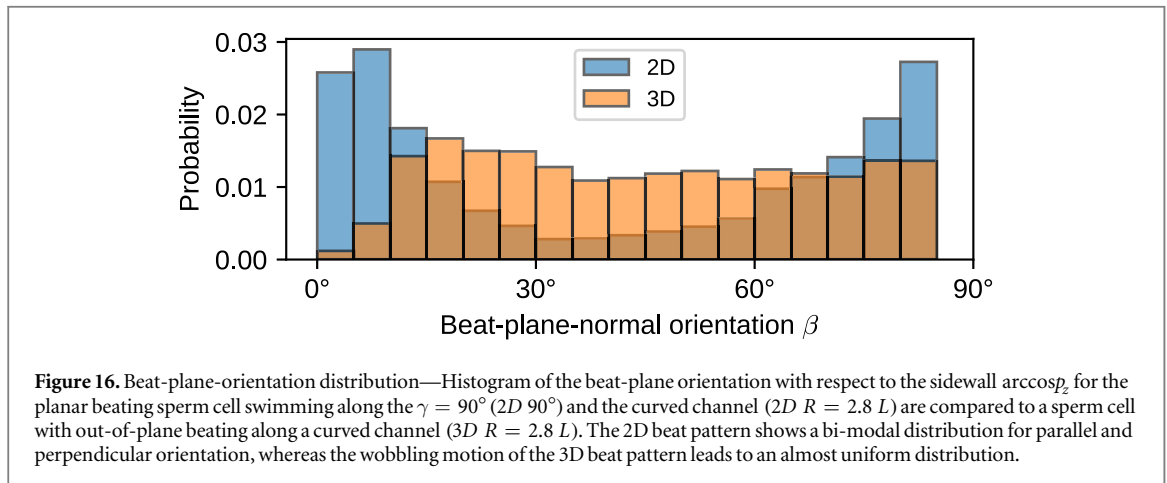 0.03
0.02
0.01
0.00
Probability
2D
3D
0° 30° 60° 90°
Beat-plane-normal orientation β
Figure 16. Beat-plane-orientation distribution—Histogram of the beat-plane orientation with respect to the sidewall arccosp_z for the
planar beating sperm cell swimming along the γ = 90° (2D 90°) and the curved channel (2D R = 2.8 L) are compared to a sperm cell
with out-of-plane beating along a curved channel (3D R = 2.8 L). The 2D beat pattern shows a bi-modal distribution for parallel and
perpendicular orientation, whereas the wobbling motion of the 3D beat pattern leads to an almost uniform distribution.